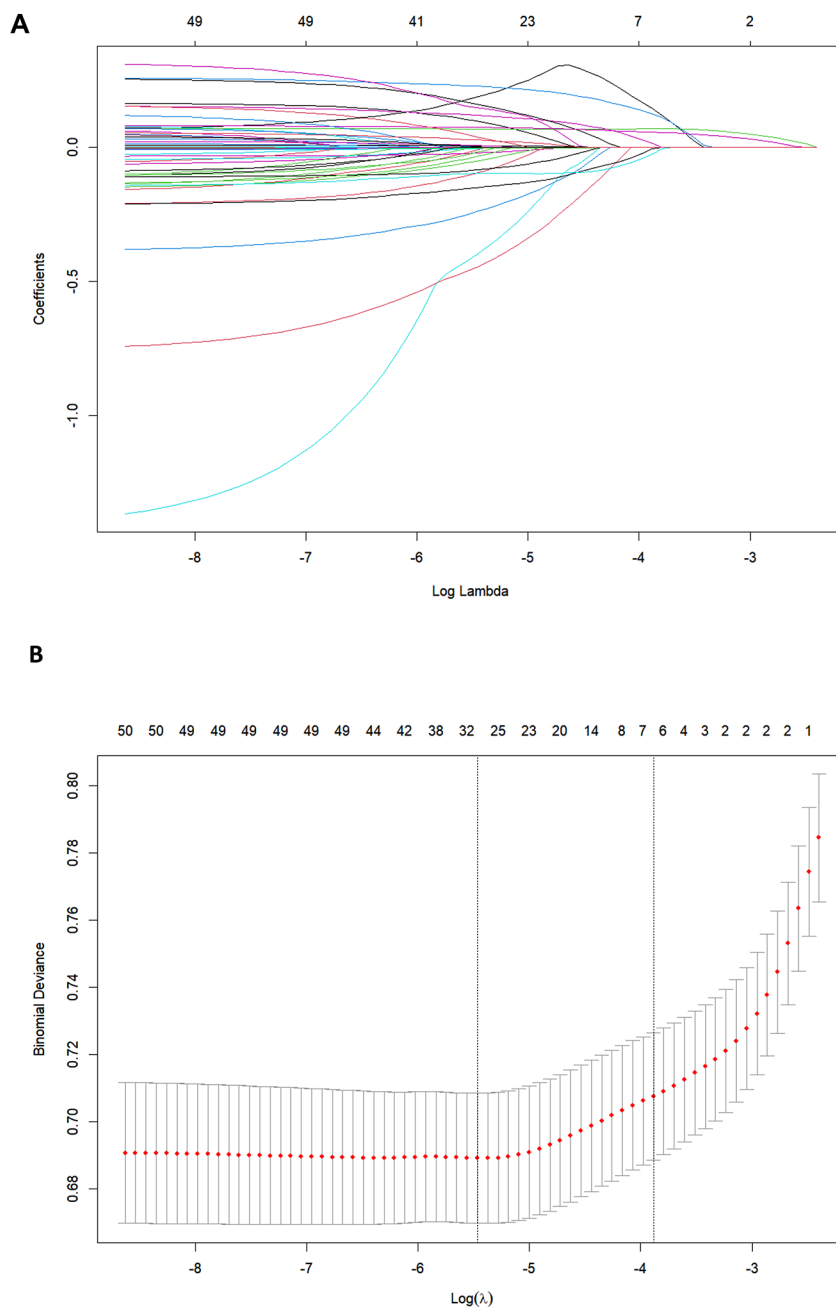 A
49 49 41 23 7 2
0.0
-0.5
-1.0
Coefficients
-8 -7 -6 -5 -4 -3
Log Lambda
B
50 50 49 49 49 49 49 49 44 42 38 32 25 23 20 14 8 7 6 4 3 2 2 2 2 1
0.80
0.78
0.76
0.74
0.72
0.70
0.68
Binomial Deviance
-8 -7 -6 -5 -4 -3
Log(λ)